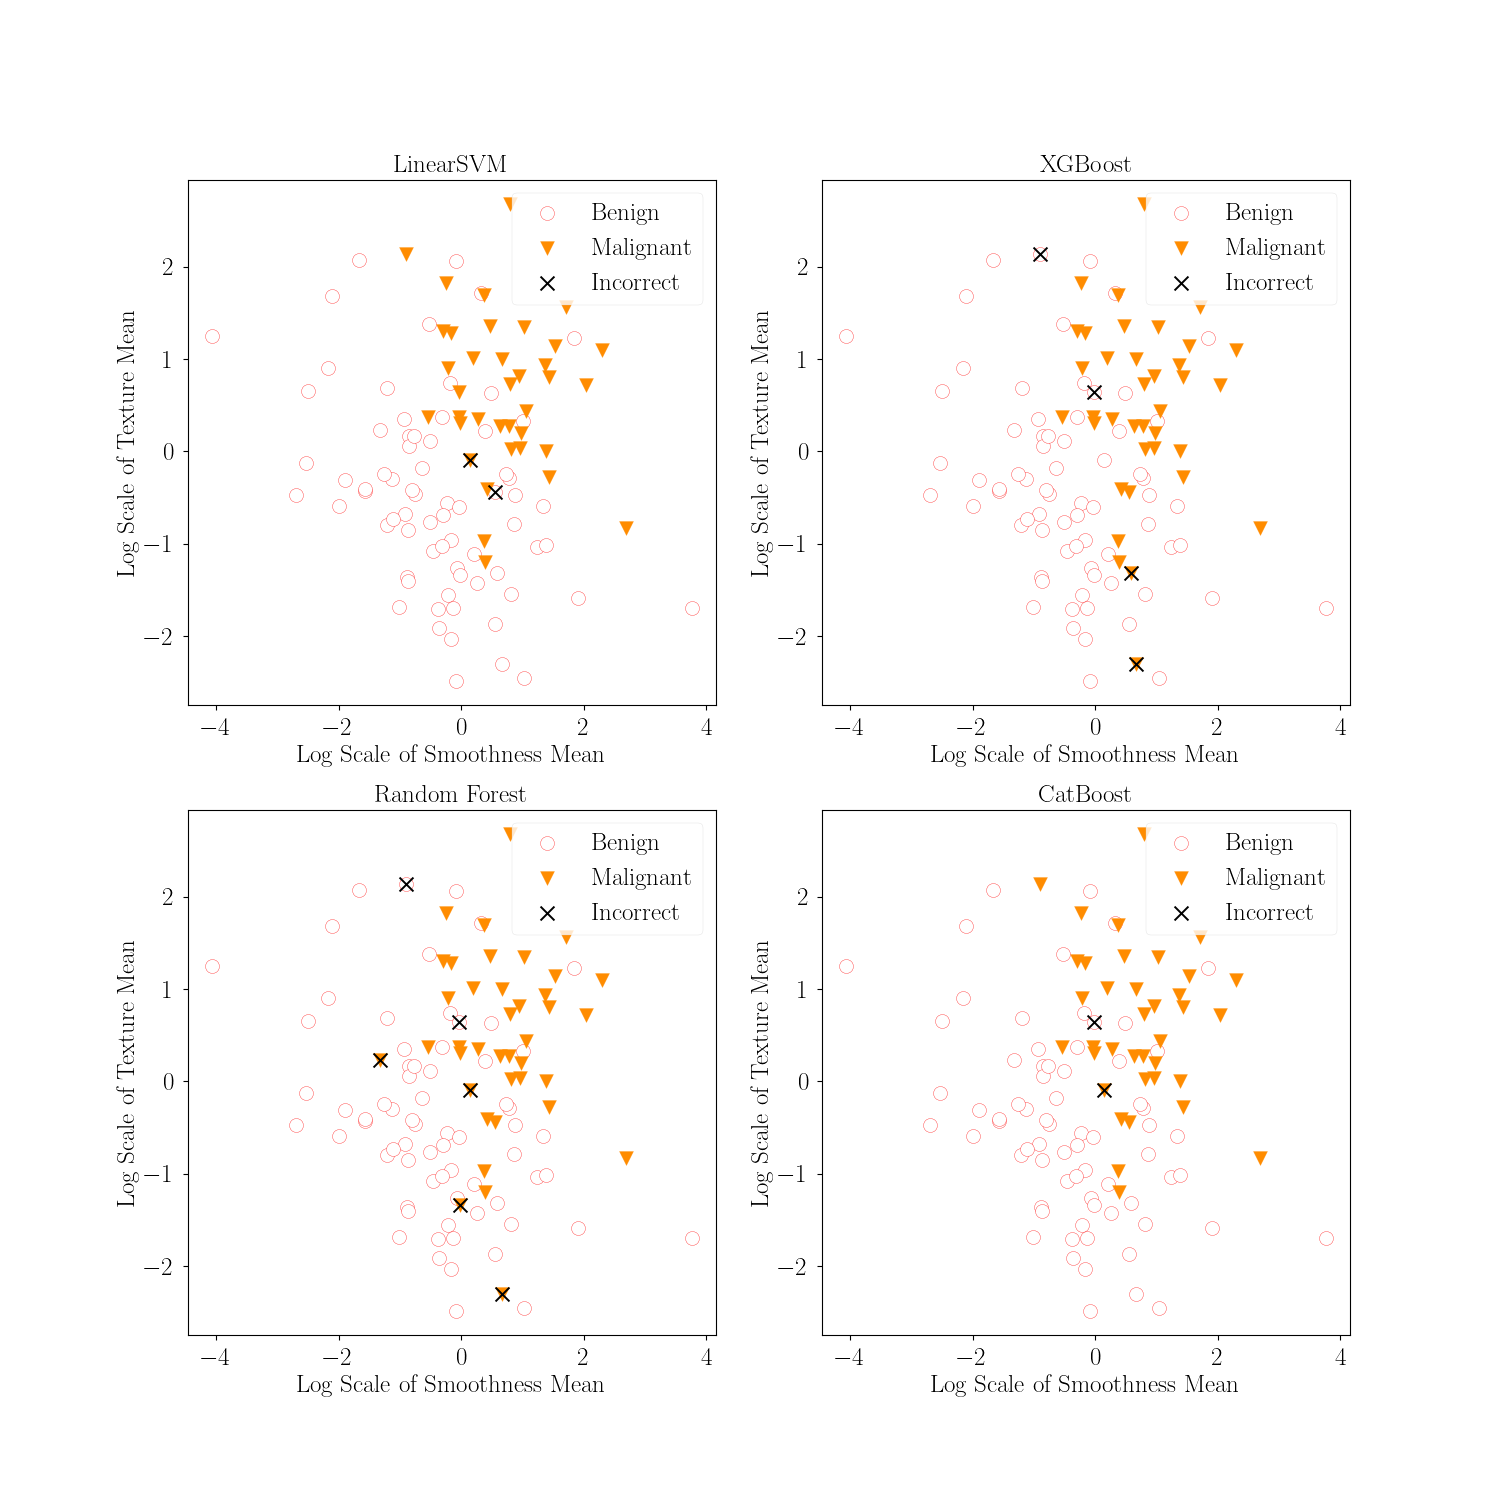 LinearSVM
Benign
Malignant
Incorrect
2
1
0
−1
−2
Log Scale of Texture Mean
−4 −2 0 2 4
Log Scale of Smoothness Mean
XGBoost
Benign
Malignant
Incorrect
2
1
0
−1
−2
Log Scale of Texture Mean
−4 −2 0 2 4
Log Scale of Smoothness Mean
Random Forest
Benign
Malignant
Incorrect
2
1
0
−1
−2
Log Scale of Texture Mean
−4 −2 0 2 4
Log Scale of Smoothness Mean
CatBoost
Benign
Malignant
Incorrect
2
1
0
−1
−2
Log Scale of Texture Mean
−4 −2 0 2 4
Log Scale of Smoothness Mean